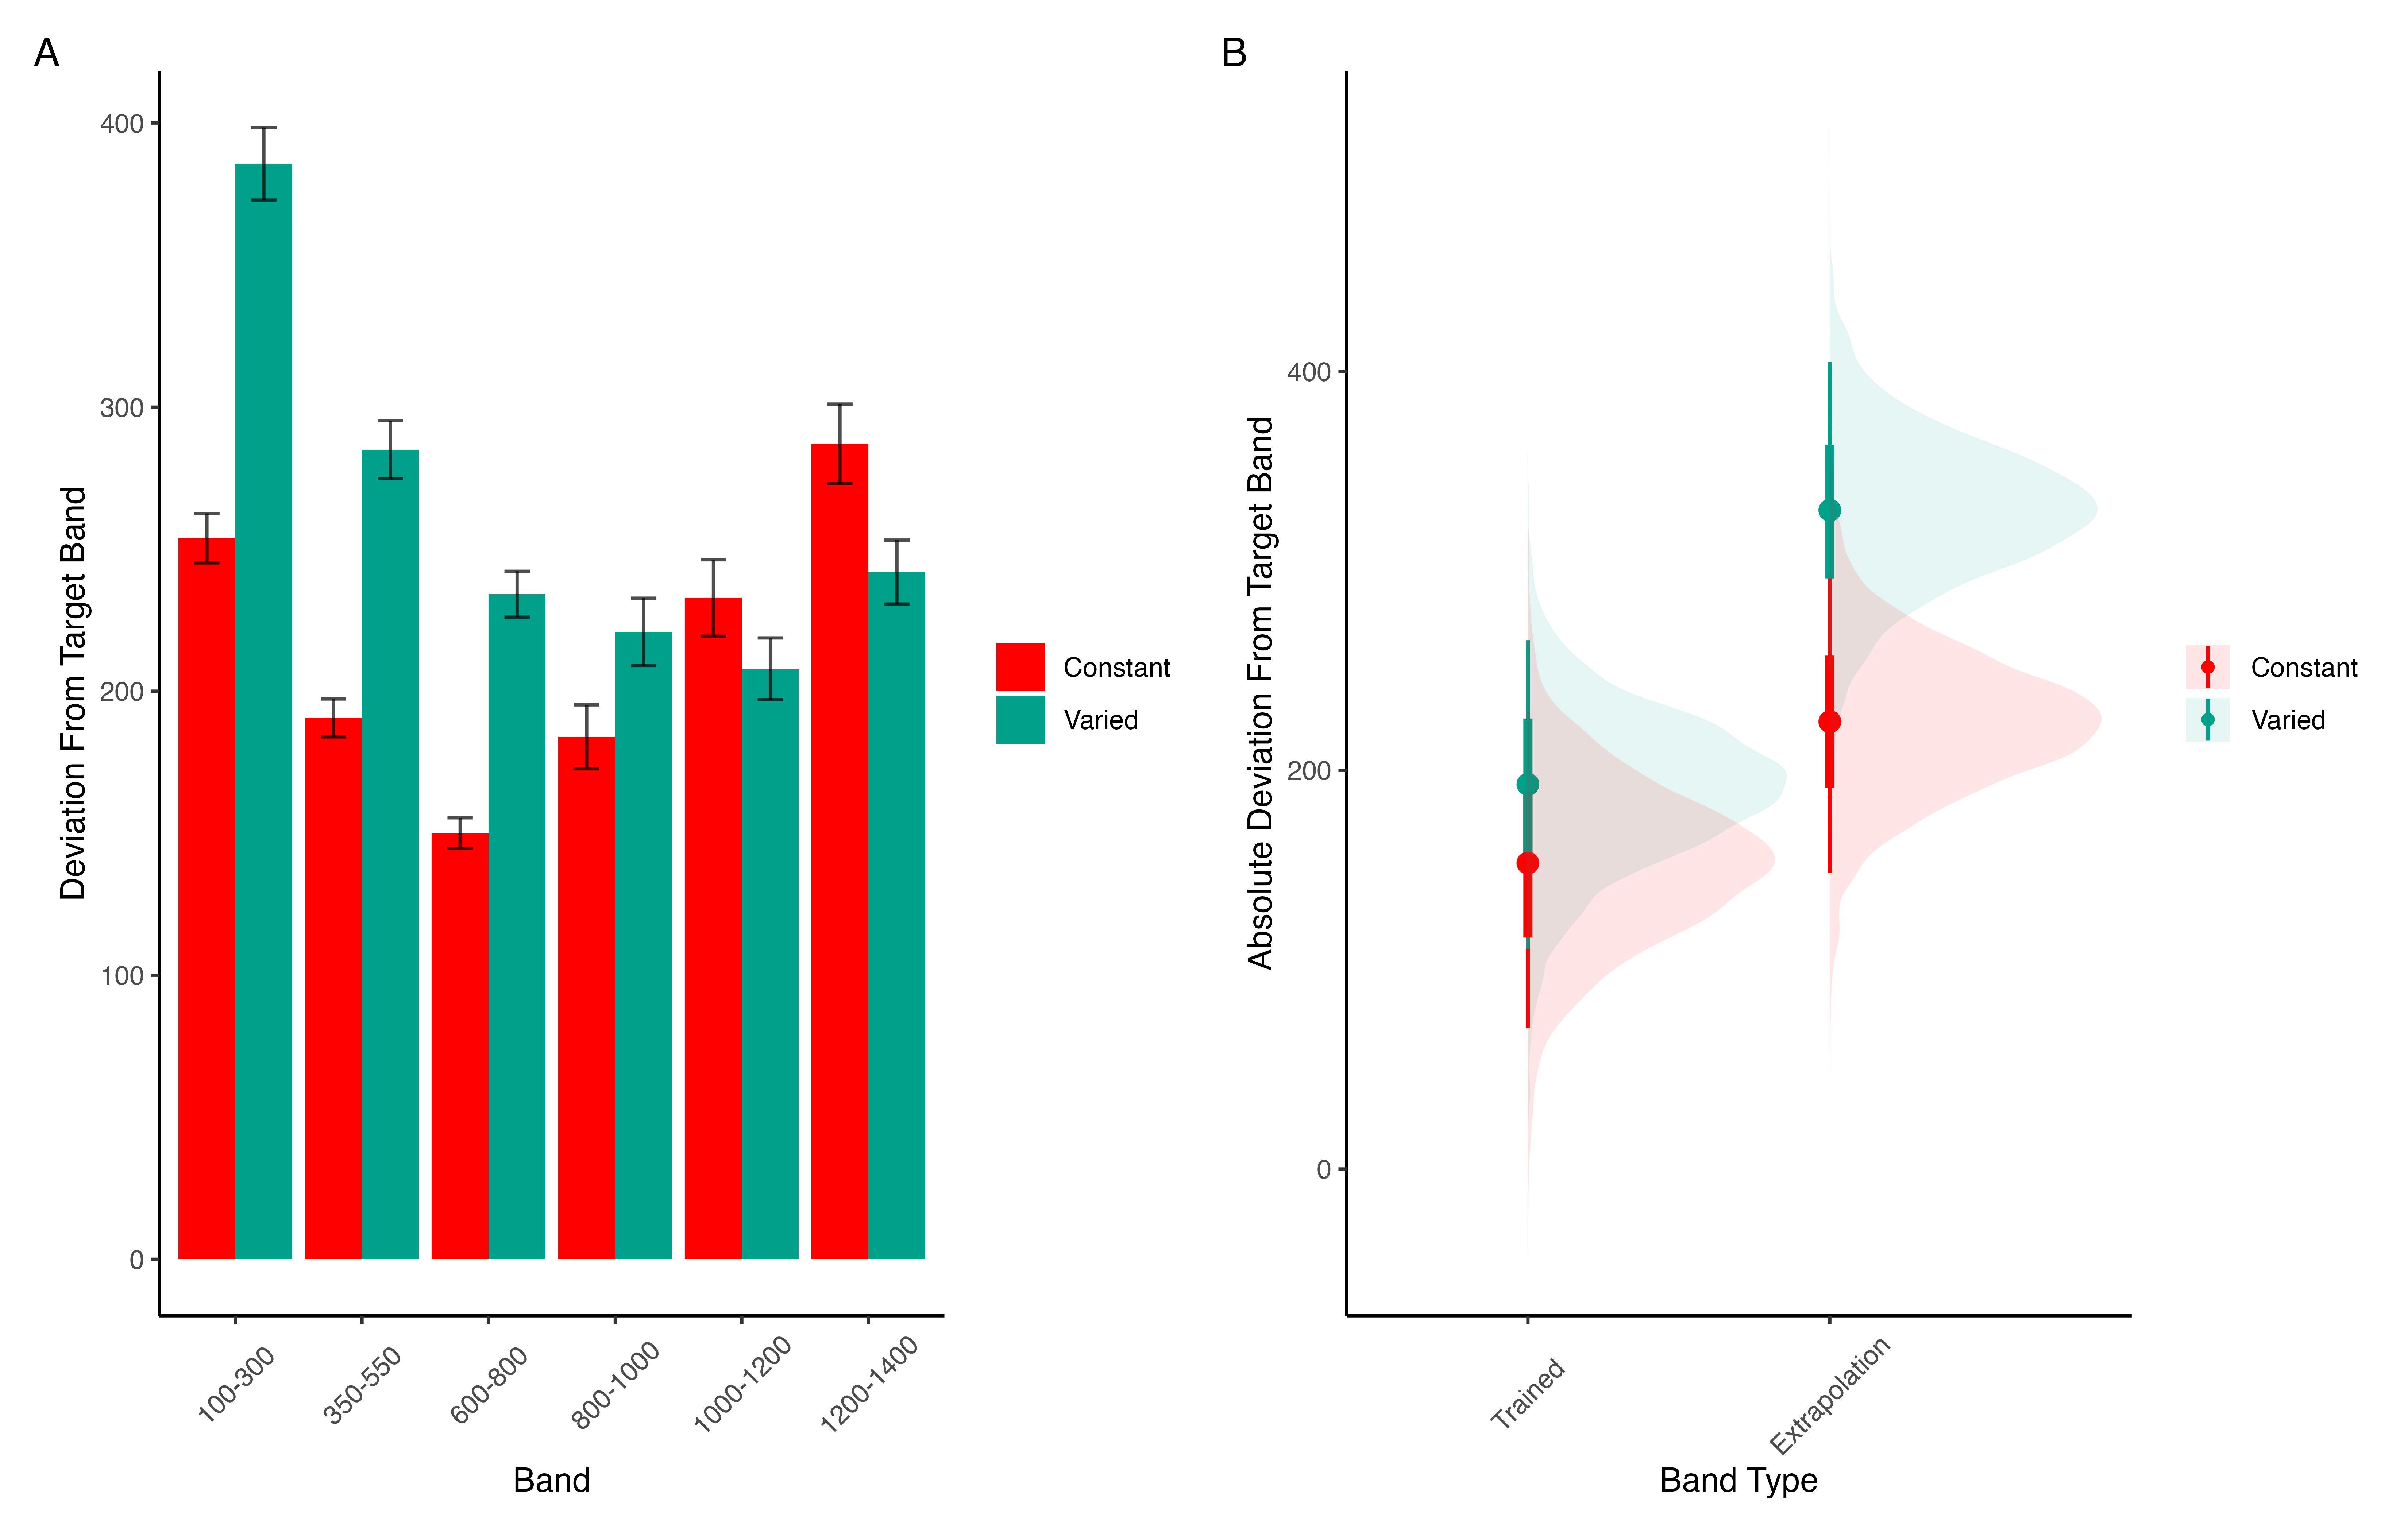 A
Deviation From Target Band
400
300
200
100
0
100-300
350-550
600-800
800-1000
1000-1200
1200-1400
Band
Constant
Varied
B
Absolute Deviation From Target Band
400
200
0
Trained
Extrapolation
Band Type
Constant
Varied